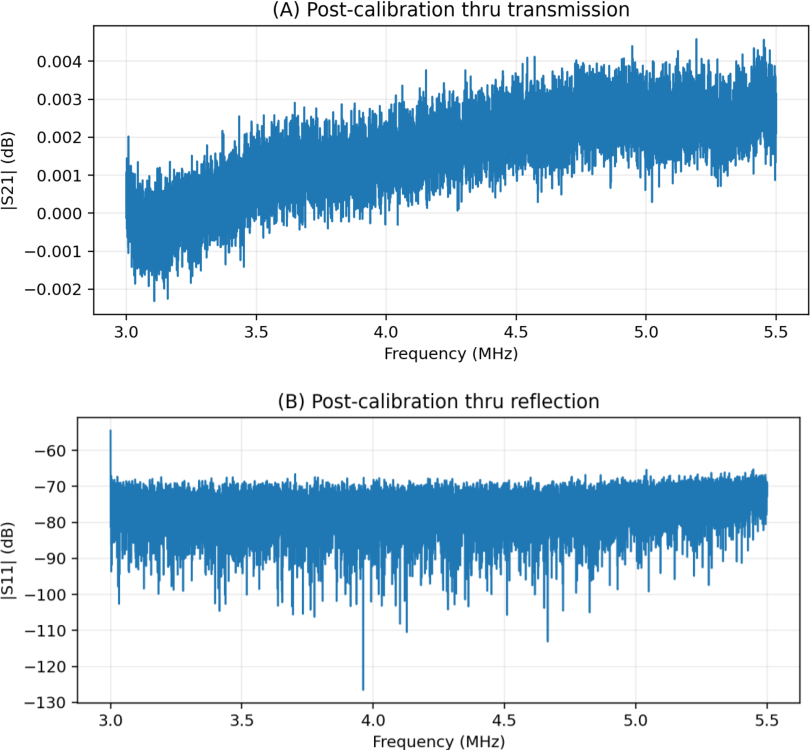 (A) Post-calibration thru transmission
0.004
0.003
0.002
0.001
0.000
−0.001
−0.002
|S21| (dB)
3.0 3.5 4.0 4.5 5.0 5.5
Frequency (MHz)
(B) Post-calibration thru reflection
−60
−70
−80
−90
−100
−110
−120
−130
|S11| (dB)
3.0 3.5 4.0 4.5 5.0 5.5
Frequency (MHz)